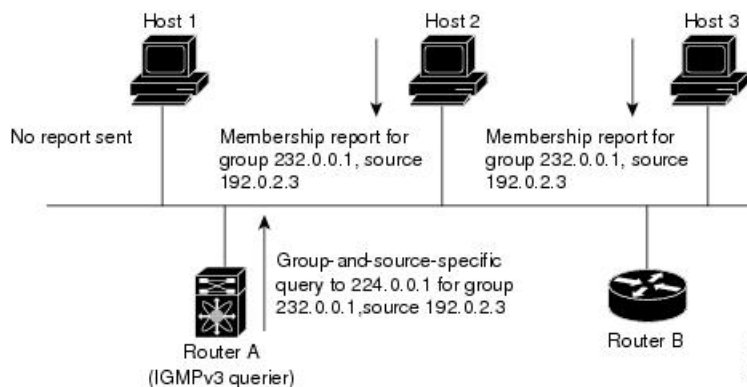 Host 1
Host 2
Host 3
No report sent
Membership report for
group 232.0.0.1, source
192.0.2.3
Membership report for
group 232.0.0.1, source
192.0.2.3
Group-and-source-specific
query to 224.0.0.1 for group
232.0.0.1,source 192.0.2.3
Router A
(IGMPv3 querier)
Router B